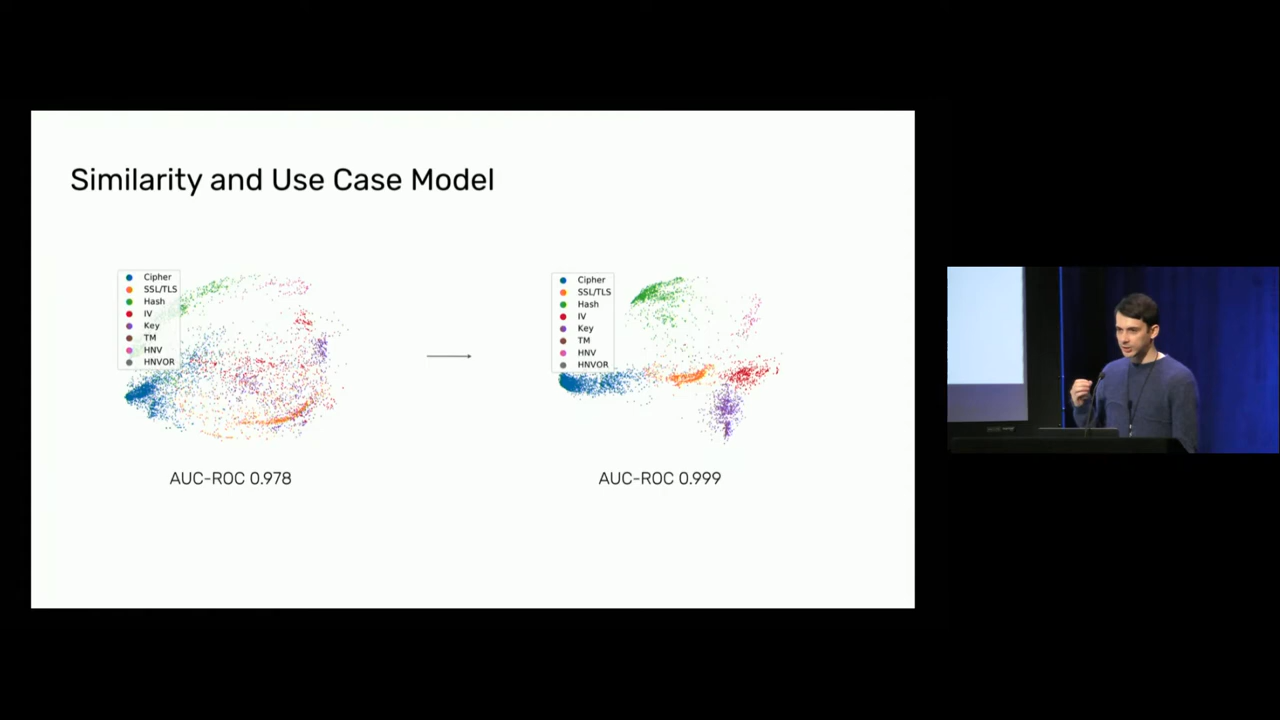 Similarity and Use Case Model
Cipher
SSL/TLS
Hash
IV
Key
TM
HNV
HNVOR
AUC-ROC 0.978
Cipher
SSL/TLS
Hash
IV
Key
TM
HNV
HNVOR
AUC-ROC 0.999